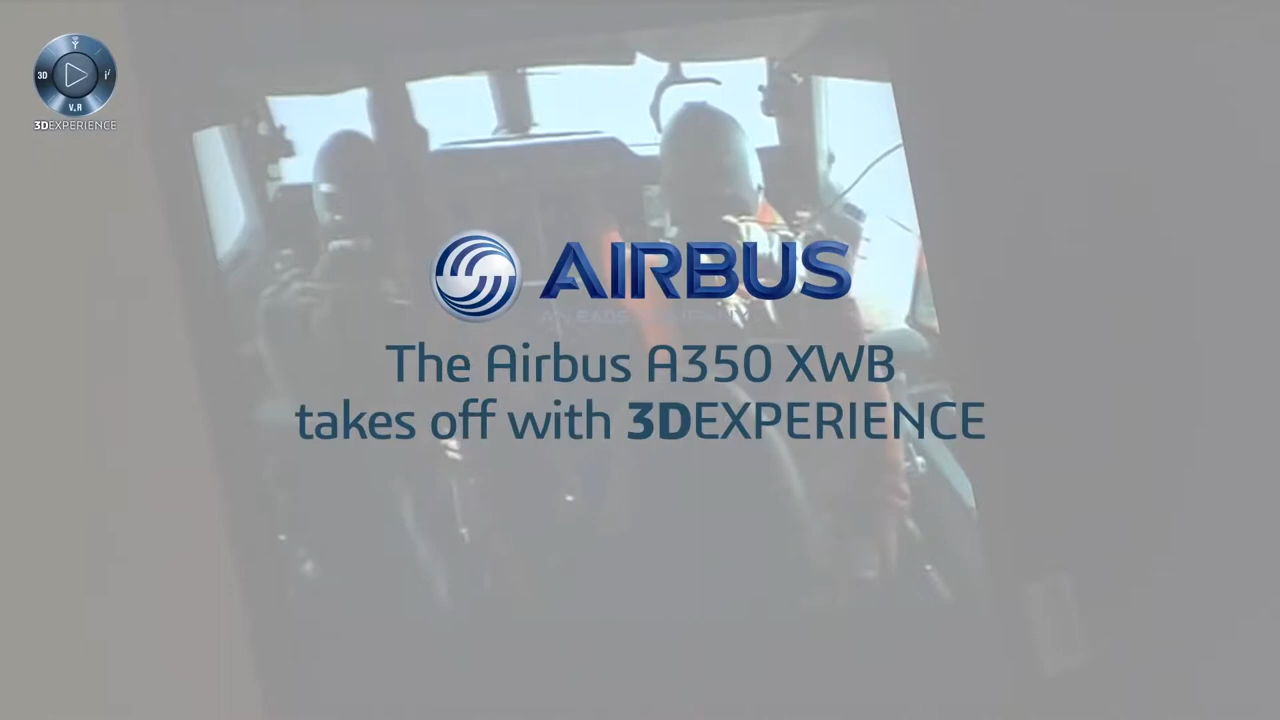 3D
i
V.R
3DEXPERIENCE
AIRBUS
The Airbus A350 XWB
takes off with 3DEXPERIENCE